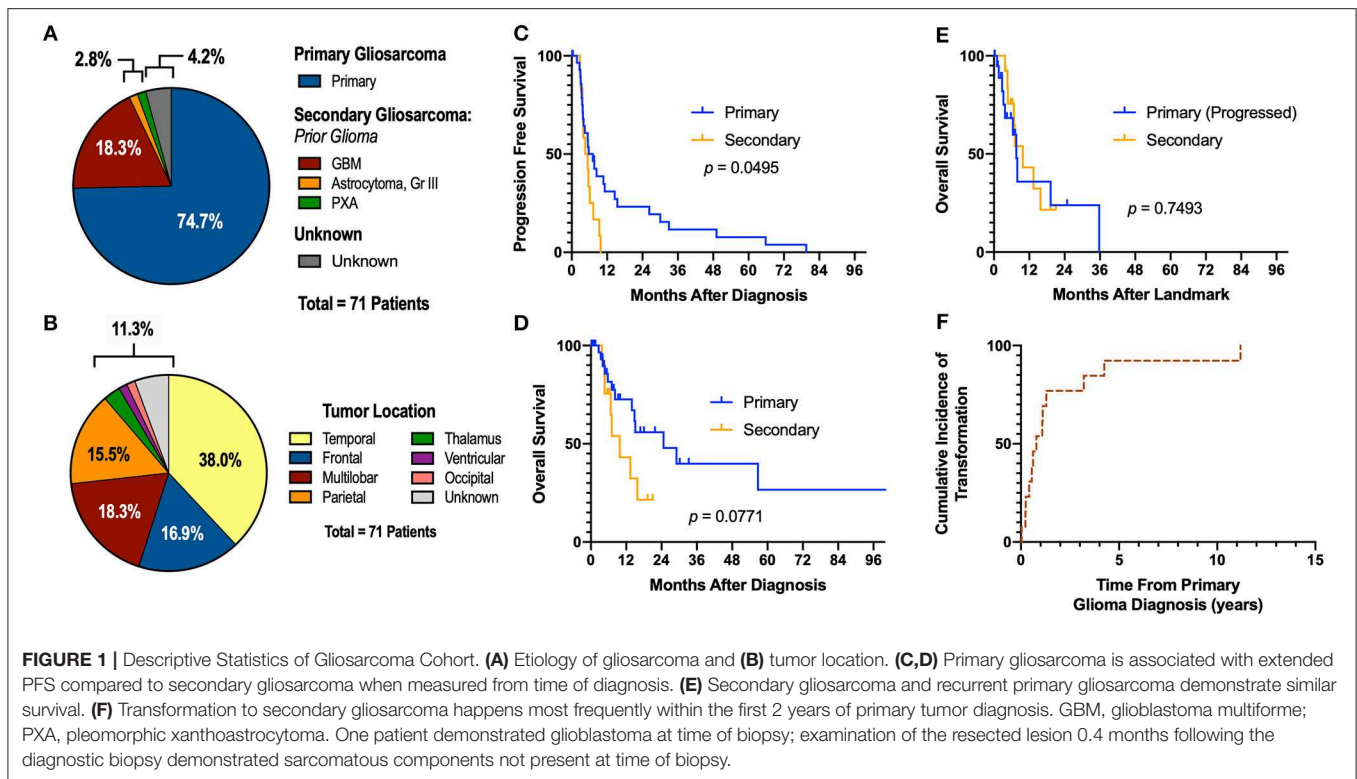 A
2.8%
4.2%
18.3%
74.7%
Primary Gliosarcoma
Primary
Secondary Gliosarcoma:
Prior Glioma
GBM
Astrocytoma, Gr III
PXA
Unknown
Unknown
Total = 71 Patients
B
11.3%
15.5%
38.0%
18.3%
16.9%
Tumor Location
Temporal Thalamus
Frontal Ventricular
Multilobar Occipital
Parietal Unknown
Total = 71 Patients
C
Progression Free Survival
100
50
0
Primary
Secondary
p = 0.0495
0 12 24 36 48 60 72 84 96
Months After Diagnosis
D
Overall Survival
100
50
0
Primary
Secondary
p = 0.0771
0 12 24 36 48 60 72 84 96
Months After Diagnosis
E
Overall Survival
100
50
0
Primary (Progressed)
Secondary
p = 0.7493
0 12 24 36 48 60 72 84 96
Months After Landmark
F
Cumulative Incidence of
Transformation
100
50
0
0 5 10 15
Time From Primary
Glioma Diagnosis (years)
FIGURE 1 | Descriptive Statistics of Gliosarcoma Cohort. (A) Etiology of gliosarcoma and (B) tumor location. (C,D) Primary gliosarcoma is associated with extended
PFS compared to secondary gliosarcoma when measured from time of diagnosis. (E) Secondary gliosarcoma and recurrent primary gliosarcoma demonstrate similar
survival. (F) Transformation to secondary gliosarcoma happens most frequently within the first 2 years of primary tumor diagnosis. GBM, glioblastoma multiforme;
PXA, pleomorphic xanthoastrocytoma. One patient demonstrated glioblastoma at time of biopsy; examination of the resected lesion 0.4 months following the
diagnostic biopsy demonstrated sarcomatous components not present at time of biopsy.